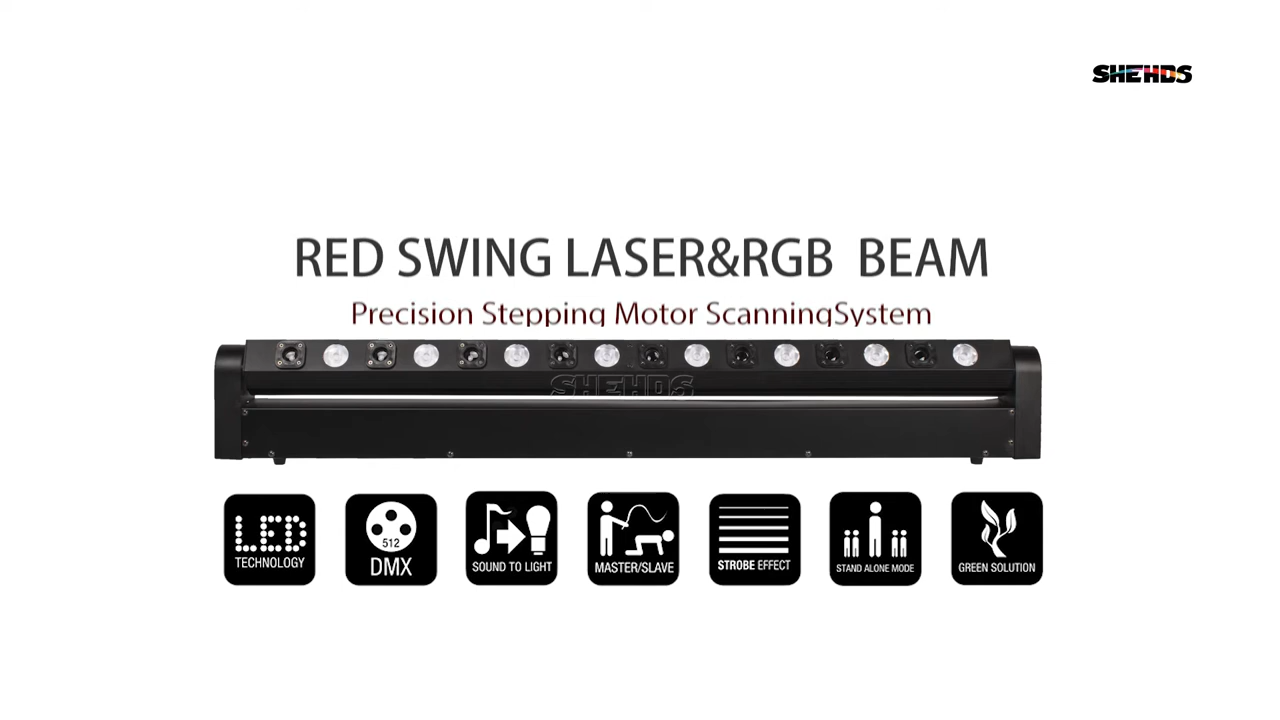 SHEHDS
RED SWING LASER&RGB BEAM
Precision Stepping Motor ScanningSystem
SHEHDS
LED
TECHNOLOGY
512
DMX
SOUND TO LIGHT
MASTER/SLAVE
STROBE EFFECT
STAND ALONE MODE
GREEN SOLUTION